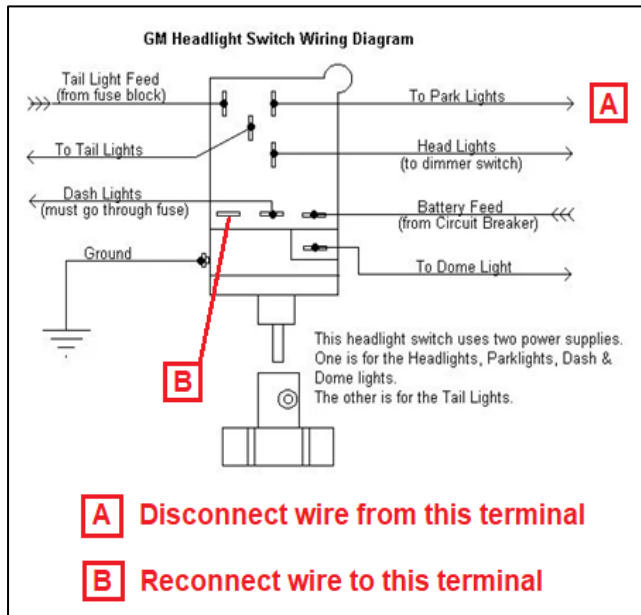 GM Headlight Switch Wiring Diagram
Tail Light Feed
(from fuse block)
To Park Lights
A
To Tail Lights
Head Lights
(to dimmer switch)
Dash Lights
(must go through fuse)
Battery Feed
(from Circuit Breaker)
Ground
To Dome Light
B
This headlight switch uses two power supplies.
One is for the Headlights, Parklights, Dash &
Dome lights.
The other is for the Tail Lights.
A Disconnect wire from this terminal
B Reconnect wire to this terminal